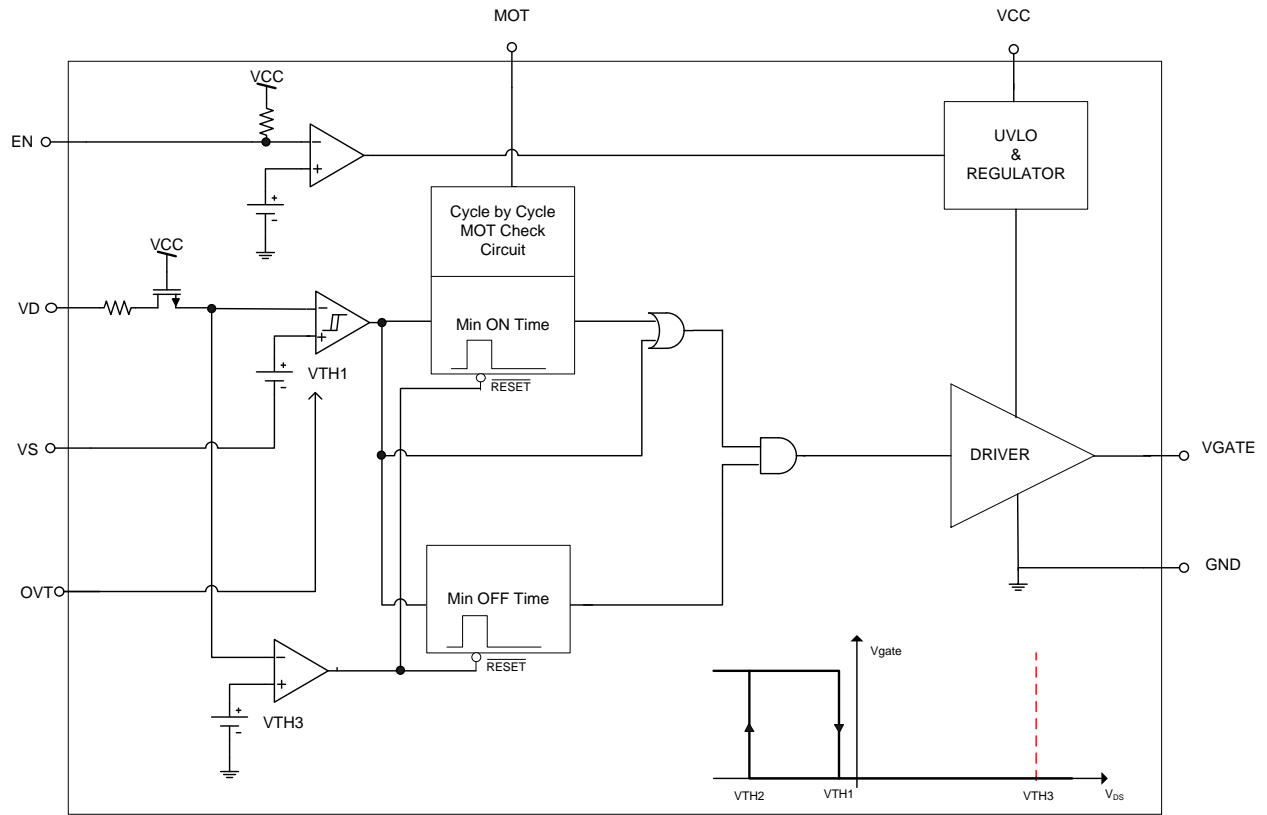 MOT
VCC
VCC
EN
−
+
+
-
UVLO
&
REGULATOR
Cycle by Cycle
MOT Check
Circuit
VCC
VD
−
+
+
-
VTH1
Min ON Time
RESET
VS
DRIVER
VGATE
OVT
Min OFF Time
GND
RESET
−
+
+
-
VTH3
Vgate
VTH2
VTH1
VTH3
VDS